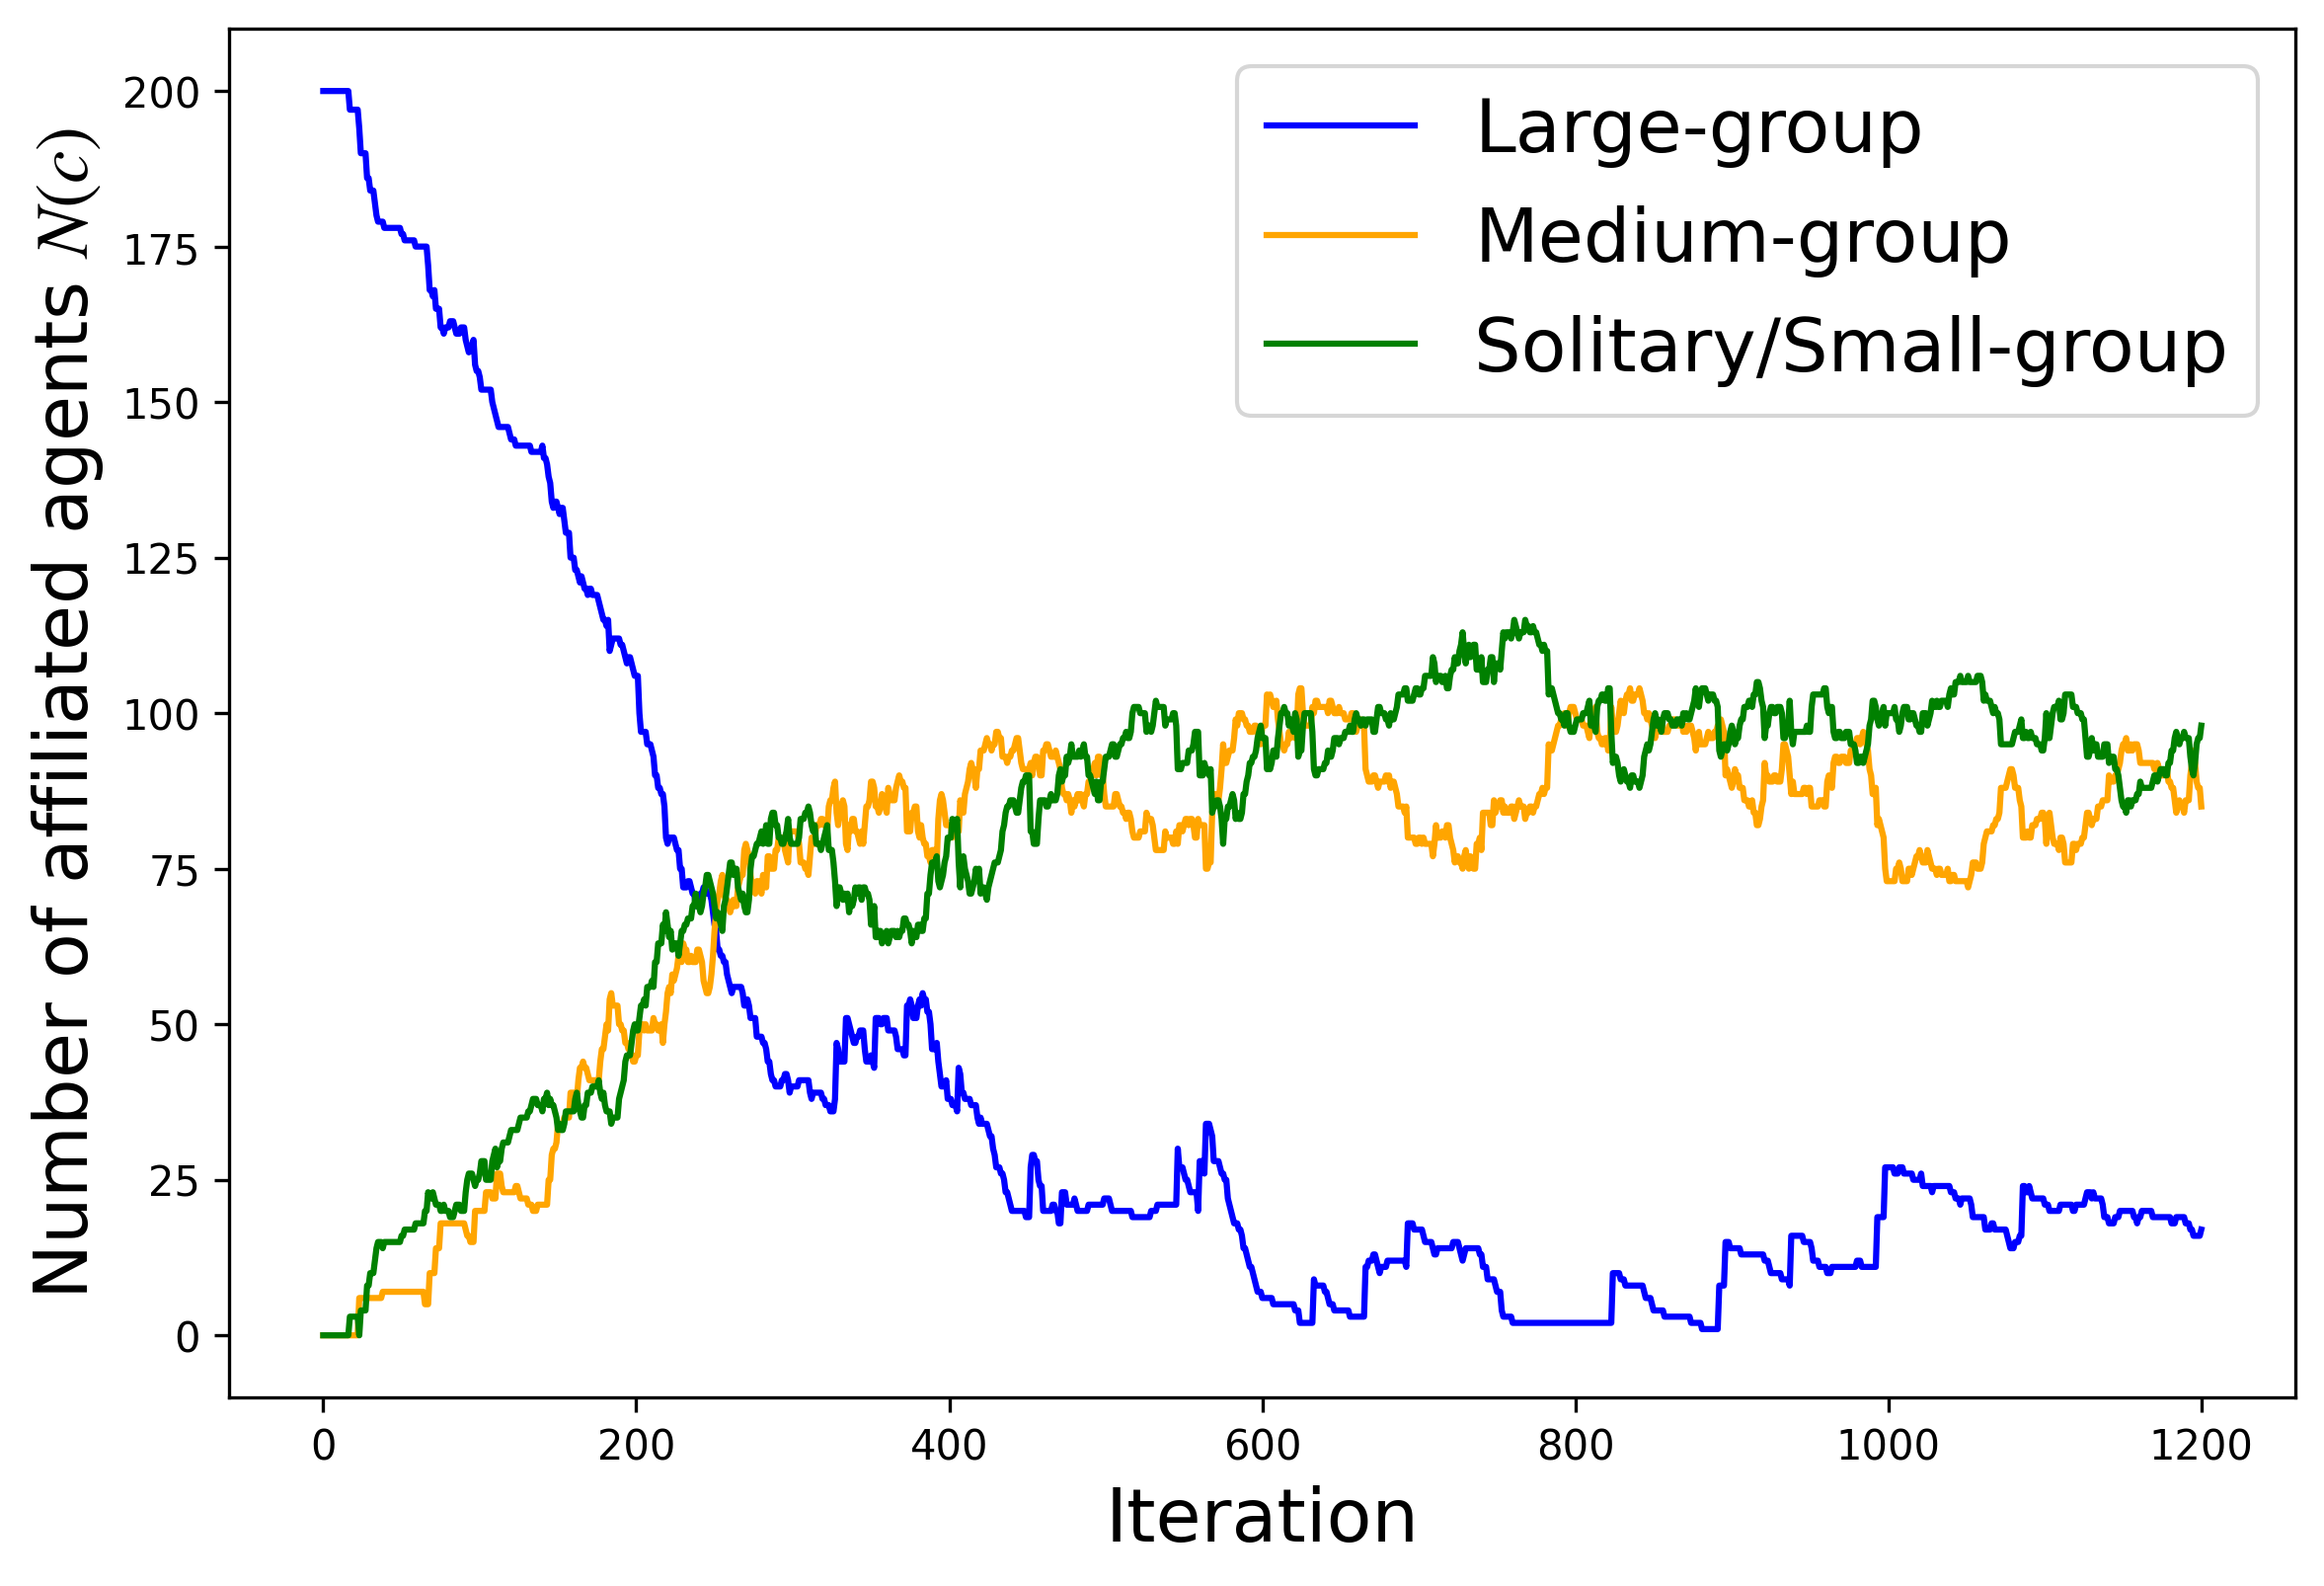 Number of affiliated agents N(c)
200
175
150
125
100
75
50
25
0
Large-group
Medium-group
Solitary/Small-group
0 200 400 600 800 1000 1200
Iteration